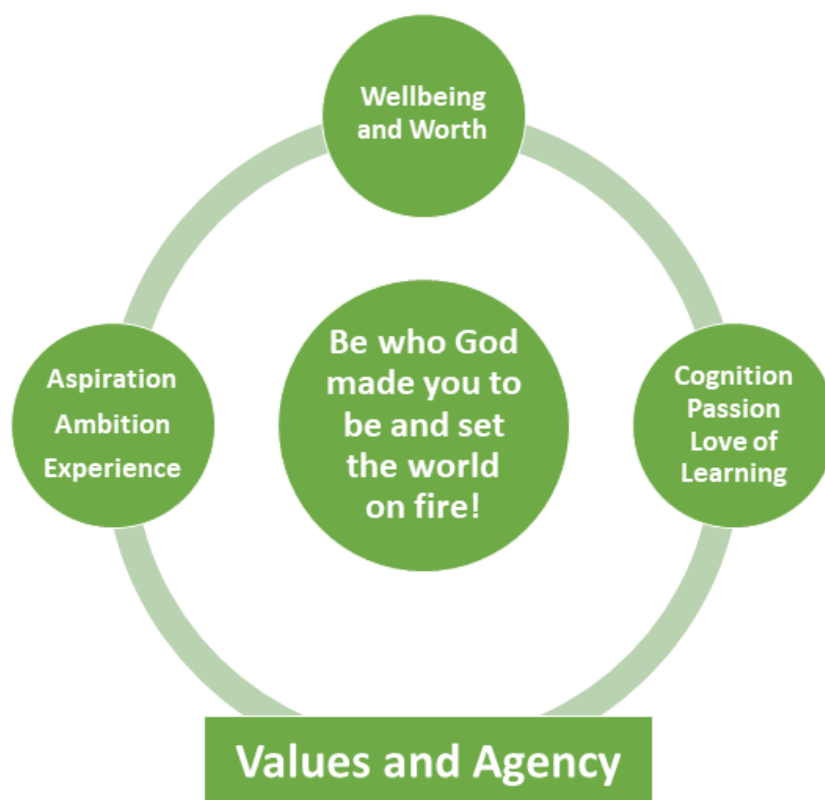 Wellbeing
and Worth
Be who God
made you to
be and set
the world
on fire!
Aspiration
Ambition
Experience
Cognition
Passion
Love of
Learning
Values and Agency